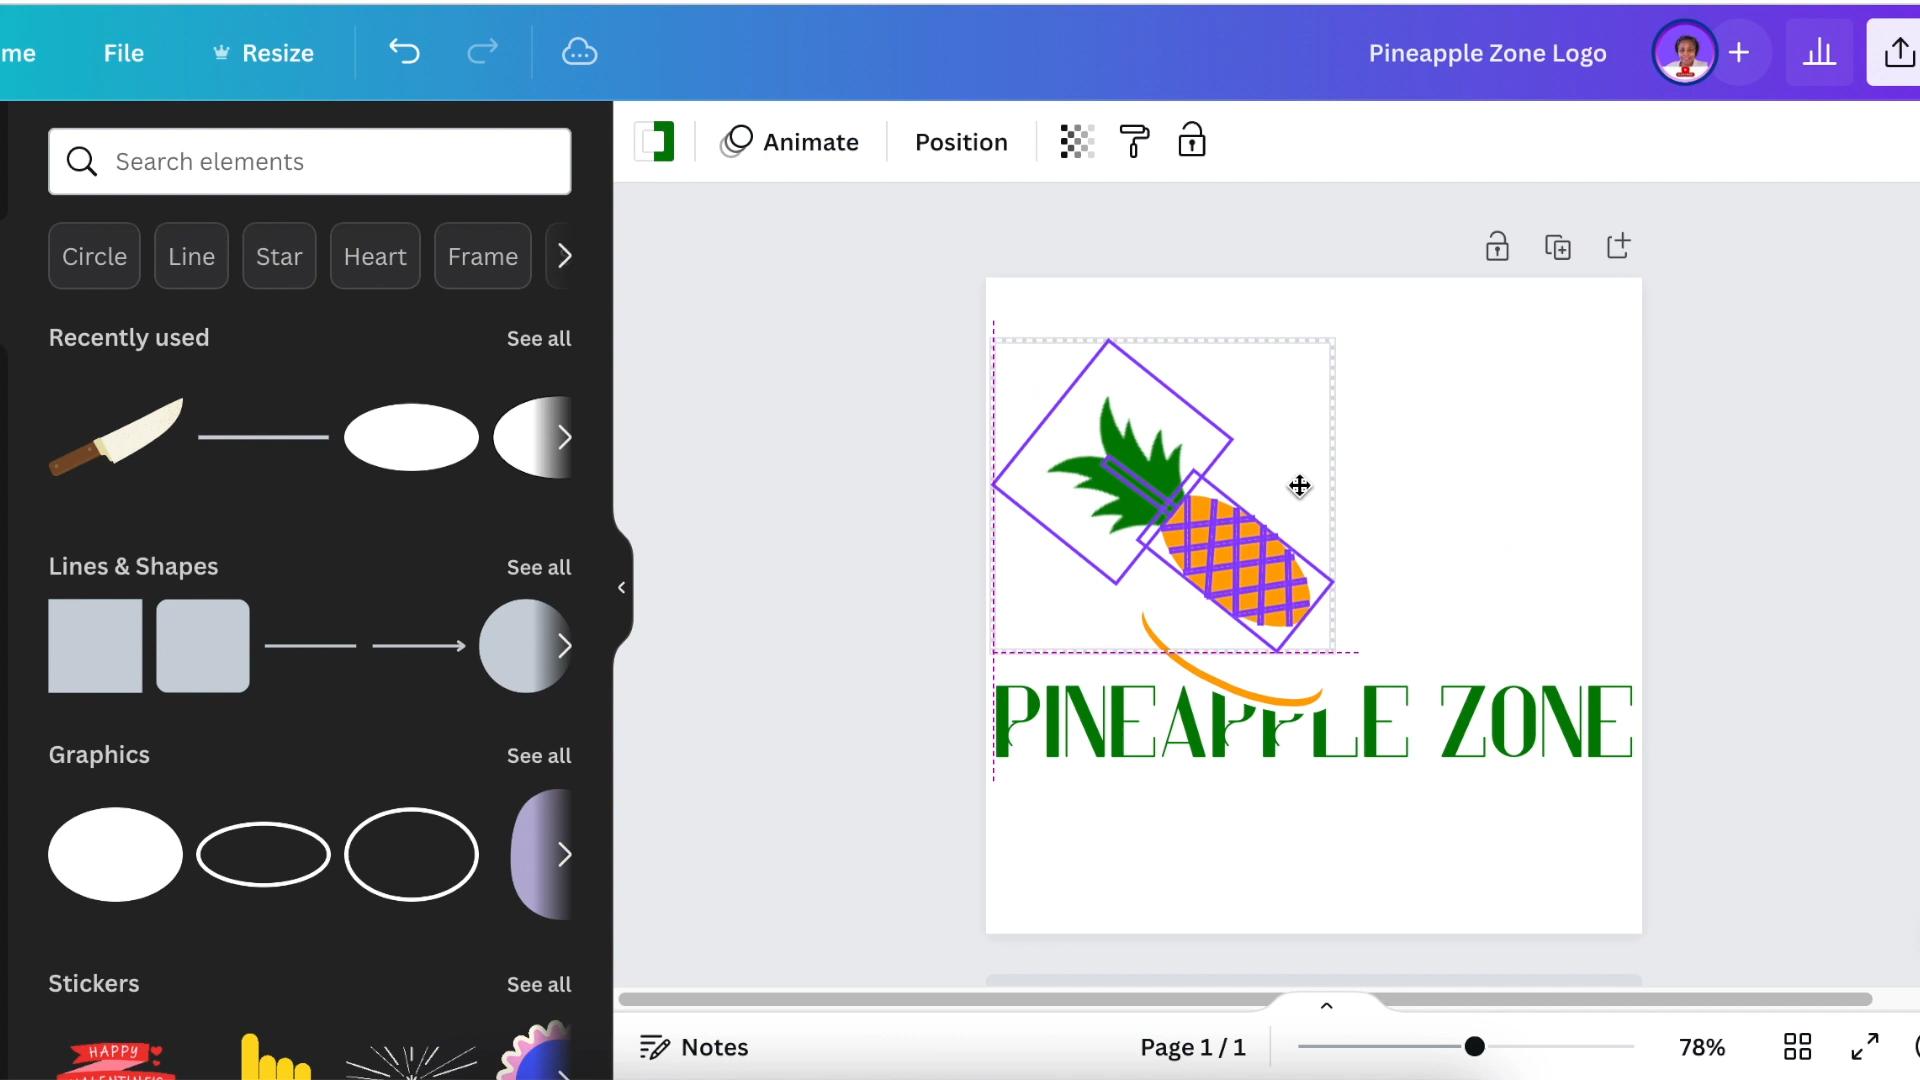 me File Resize Pineapple Zone Logo
Search elements Animate Position
Circle Line Star Heart Frame
Recently used See all
Lines & Shapes See all
PINEAPPLE ZONE
Graphics See all
Stickers See all
HAPPY
Notes Page 1 / 1 78%